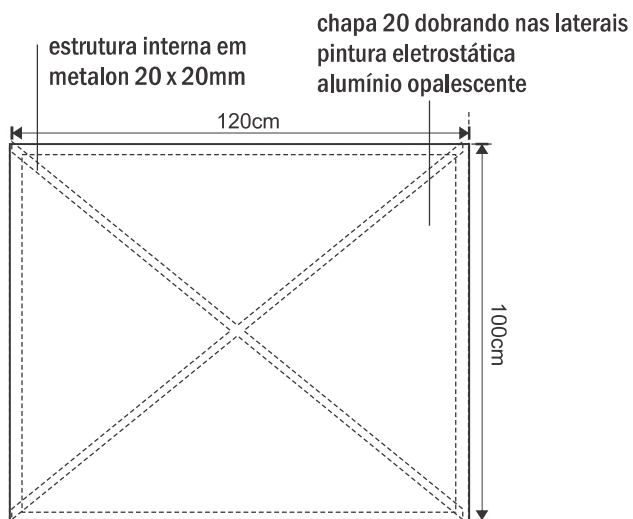 estrutura interna em
metalon 20 x 20mm
chapa 20 dobrando nas laterais
pintura eletrostática
alumínio opalescente
120cm
100cm